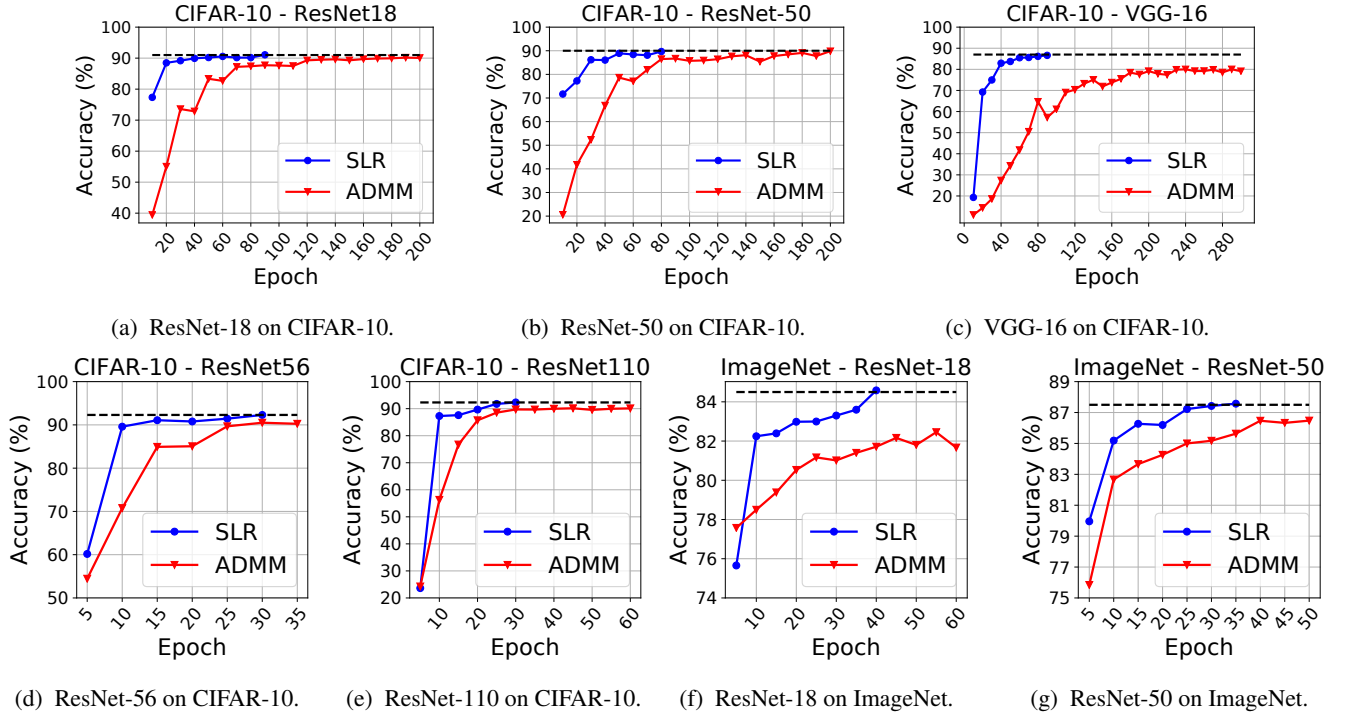 CIFAR-10 - ResNet18
Accuracy (%)
100
90
80
70
60
50
40
SLR
ADMM
20
40
60
80
100
120
140
160
180
200
Epoch
(a) ResNet-18 on CIFAR-10.
CIFAR-10 - ResNet-50
Accuracy (%)
100
90
80
70
60
50
40
30
20
SLR
ADMM
20
40
60
80
100
120
140
160
180
200
Epoch
(b) ResNet-50 on CIFAR-10.
CIFAR-10 - VGG-16
Accuracy (%)
100
90
80
70
60
50
40
30
20
SLR
ADMM
0
40
80
120
160
200
240
280
Epoch
(c) VGG-16 on CIFAR-10.
CIFAR-10 - ResNet56
Accuracy (%)
100
90
80
70
60
50
SLR
ADMM
5
10
15
20
25
30
35
Epoch
(d) ResNet-56 on CIFAR-10.
CIFAR-10 - ResNet110
Accuracy (%)
100
90
80
70
60
50
40
30
20
SLR
ADMM
10
20
30
40
50
60
Epoch
(e) ResNet-110 on CIFAR-10.
ImageNet - ResNet-18
Accuracy (%)
84
82
80
78
76
74
SLR
ADMM
10
20
30
40
50
60
Epoch
(f) ResNet-18 on ImageNet.
ImageNet - ResNet-50
Accuracy (%)
89
87
85
83
81
79
77
75
SLR
ADMM
5
10
15
20
25
30
35
40
45
50
Epoch
(g) ResNet-50 on ImageNet.